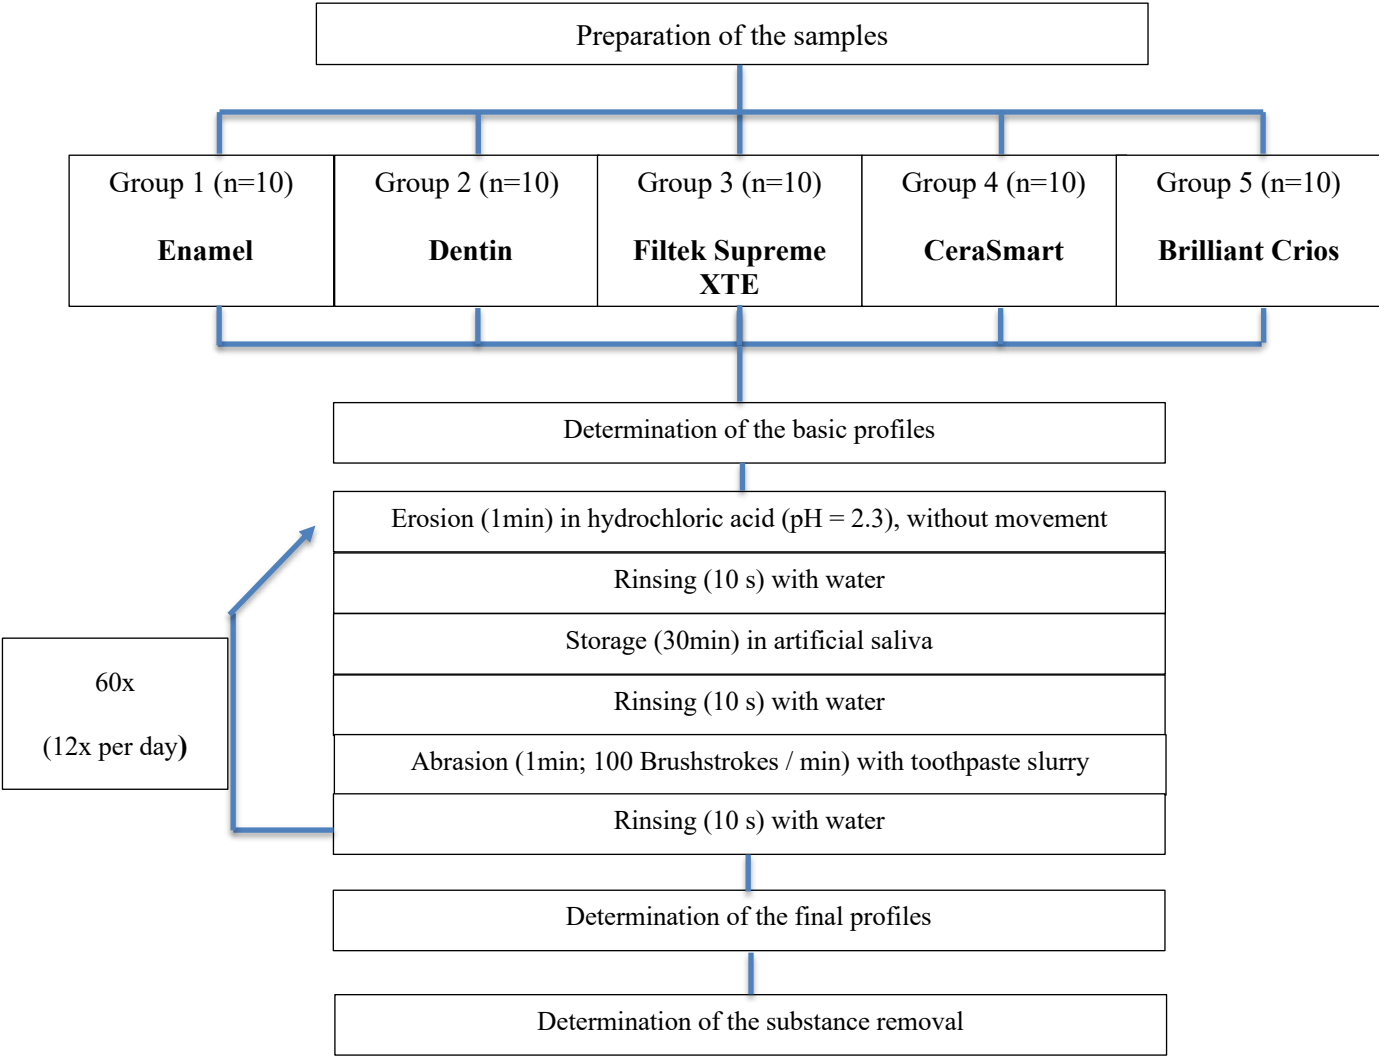 Preparation of the samples
Group 1 (n=10)
Enamel
Group 2 (n=10)
Dentin
Group 3 (n=10)
Filtek Supreme
XTE
Group 4 (n=10)
CeraSmart
Group 5 (n=10)
Brilliant Crios
Determination of the basic profiles
Erosion (1min) in hydrochloric acid (pH = 2.3), without movement
Rinsing (10 s) with water
Storage (30min) in artificial saliva
Rinsing (10 s) with water
Abrasion (1min; 100 Brushstrokes / min) with toothpaste slurry
Rinsing (10 s) with water
60x
(12x per day)
Determination of the final profiles
Determination of the substance removal